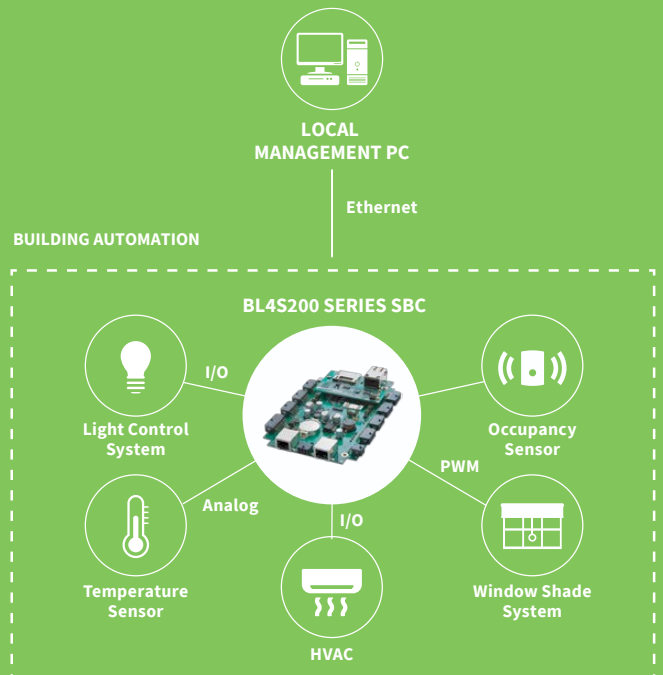 LOCAL
MANAGEMENT PC
Ethernet
BUILDING AUTOMATION
BL4S200 SERIES SBC
I/O
Light Control
System
Occupancy
Sensor
PWM
Analog
I/O
Temperature
Sensor
Window Shade
System
HVAC